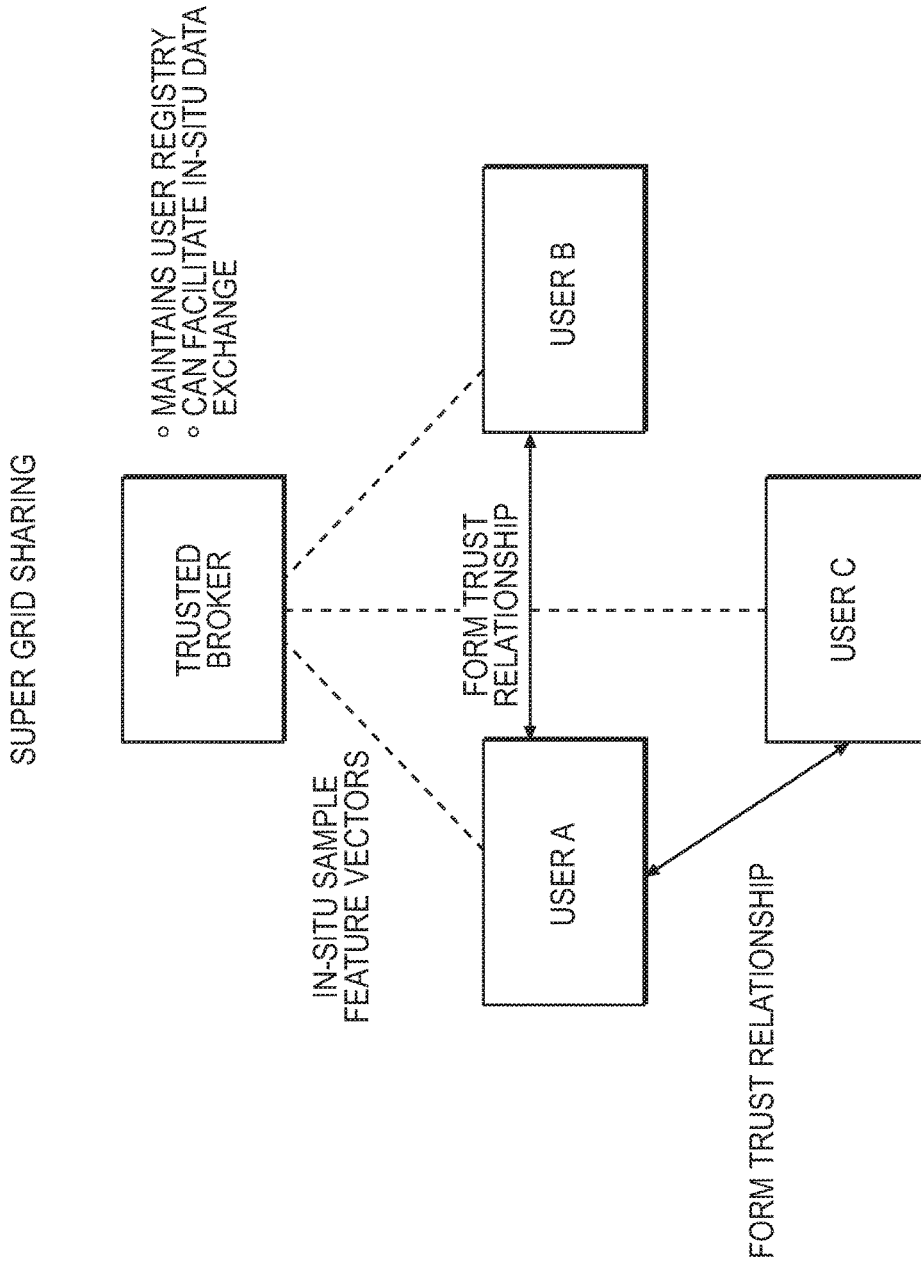 SUPER GRID SHARING
TRUSTED
BROKER
○ MAINTAINS USER REGISTRY
○ CAN FACILITATE IN-SITU DATA
EXCHANGE
IN-SITU SAMPLE
FEATURE VECTORS
USER A
FORM TRUST
RELATIONSHIP
USER B
FORM TRUST RELATIONSHIP
USER C